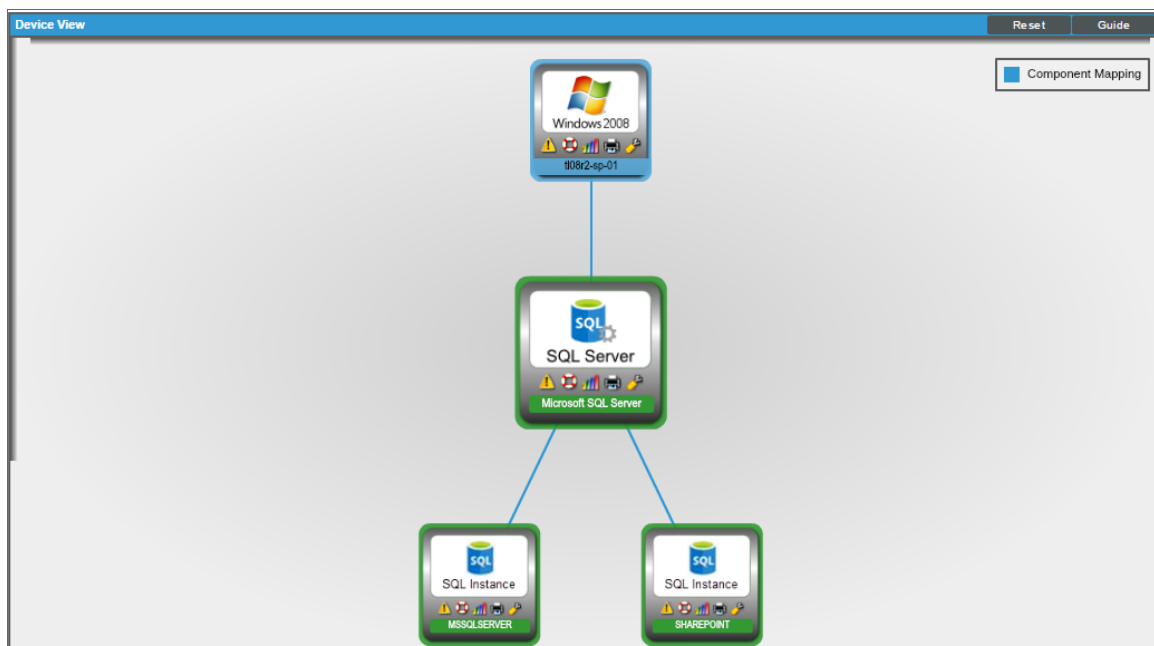 Device View
Reset
Guide
Component Mapping
Windows 2008
tl08r2-sp-01
SQL
SQL Server
Microsoft SQL Server
SQL
SQL Instance
MSSQLSERVER
SQL
SQL Instance
SHAREPOINT